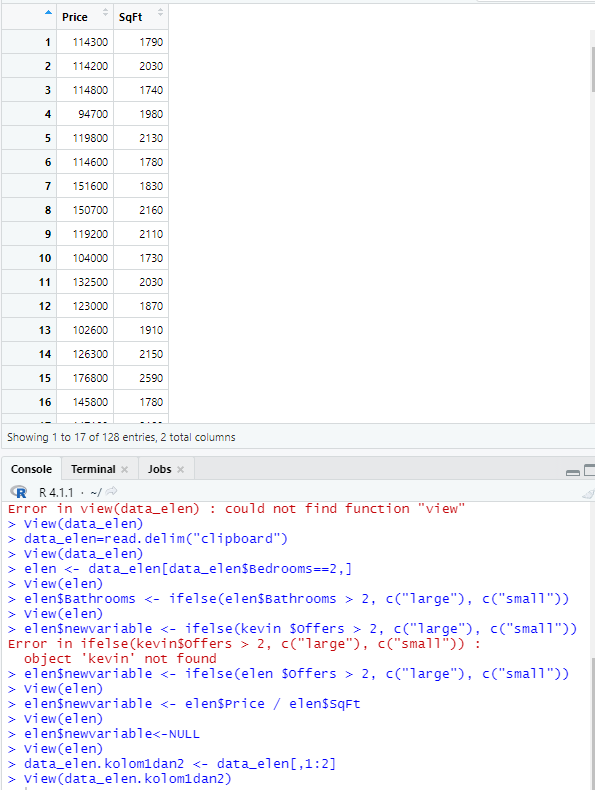 Price SqFt
1 114300 1790
2 114200 2030
3 114800 1740
4 94700 1980
5 119800 2130
6 114600 1780
7 151600 1830
8 150700 2160
9 119200 2110
10 104000 1730
11 132500 2030
12 123000 1870
13 102600 1910
14 126300 2150
15 176800 2590
16 145800 1780
Showing 1 to 17 of 128 entries, 2 total columns
Console Terminal Jobs
R R 4.1.1 · ~/
Error in view(data_elen) : could not find function "view"
> View(data_elen)
> data_elen=read.delim("clipboard")
> View(data_elen)
> elen <- data_elen[data_elen$Bedrooms==2,]
> View(elen)
> elen$Bathrooms <- ifelse(elen$Bathrooms > 2, c("large"), c("small"))
> View(elen)
> elen$newvariable <- ifelse(kevin $Offers > 2, c("large"), c("small"))
Error in ifelse(kevin$Offers > 2, c("large"), c("small")) :
object 'kevin' not found
> elen$newvariable <- ifelse(elen $Offers > 2, c("large"), c("small"))
> View(elen)
> elen$newvariable <- elen$Price / elen$SqFt
> View(elen)
> elen$newvariable<-NULL
> View(elen)
> data_elen.kolom1dan2 <- data_elen[,1:2]
> View(data_elen.kolom1dan2)